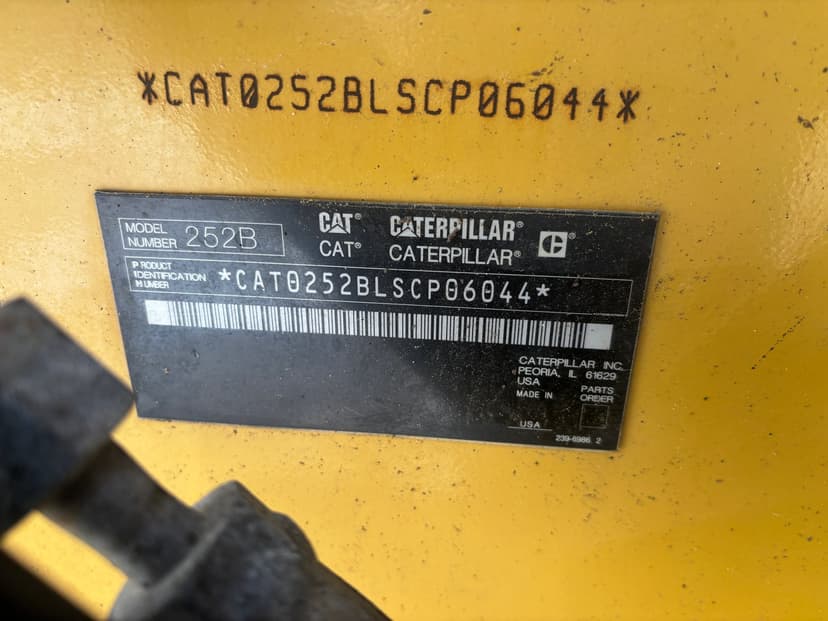 *CAT0252BLSCP06044*
MODEL NUMBER 252B
CAT® CATERPILLAR® C
CAT® CATERPILLAR®
PRODUCT IDENTIFICATION NUMBER *CAT0252BLSCP06044*
CATERPILLAR INC.
PEORIA, IL 61629
USA
MADE IN
USA
PARTS ORDER
239-6986 2